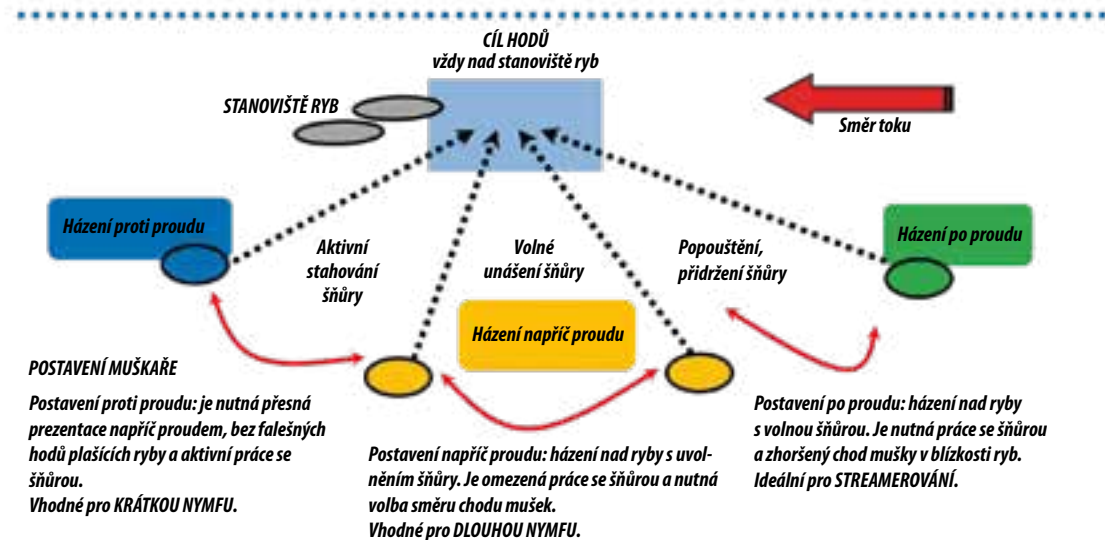 CÍL HODŮ
vždy nad stanoviště ryb
STANOVIŠTĚ RYB
Směr toku
Házení proti proudu
Aktivní
stahování
šňůry
Volné
unášení šňůry
Popouštění,
přidržení šňůry
Házení po proudu
Házení napříč proudu
POSTAVENÍ MUŠKAŘE
Postavení proti proudu: je nutná přesná
prezentace napříč proudem, bez falešných
hodů plašících ryby a aktivní práce se
šňůrou.
Vhodné pro KRÁTKOU NYMFU.
Postavení napříč proudu: házení nad ryby s uvol-
něním šňůry. Je omezená práce se šňůrou a nutná
volba směru chodu mušek.
Vhodné pro DLOUHOU NYMFU.
Postavení po proudu: házení nad ryby
s volnou šňůrou. Je nutná práce se šňůrou
a zhoršený chod mušky v blízkosti ryb.
Ideální pro STREAMEROVÁNÍ.